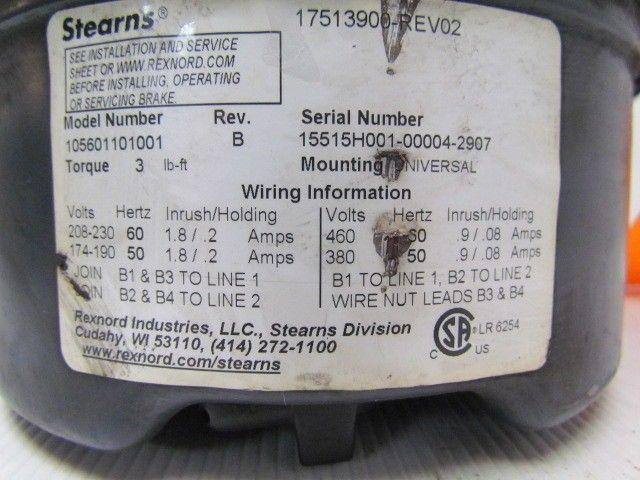 Stearns® 17513900-REV02
SEE INSTALLATION AND SERVICE
SHEET OR WWW.REXNORD.COM
BEFORE INSTALLING, OPERATING
OR SERVICING BRAKE.
Model Number Rev. Serial Number
105601101001 B 15515H001-00004-2907
Torque 3 lb-ft Mounting UNIVERSAL
Wiring Information
Volts Hertz Inrush/Holding Volts Hertz Inrush/Holding
208-230 60 1.8 / .2 Amps 460 60 .9 / .08 Amps
174-190 50 1.8 / .2 Amps 380 50 .9 / .08 Amps
JOIN B1 & B3 TO LINE 1 B1 TO LINE 1, B2 TO LINE 2
JOIN B2 & B4 TO LINE 2 WIRE NUT LEADS B3 & B4
Rexnord Industries, LLC., Stearns Division
Cudahy, WI 53110, (414) 272-1100
www.rexnord.com/stearns
CSA ® LR 6254
C US